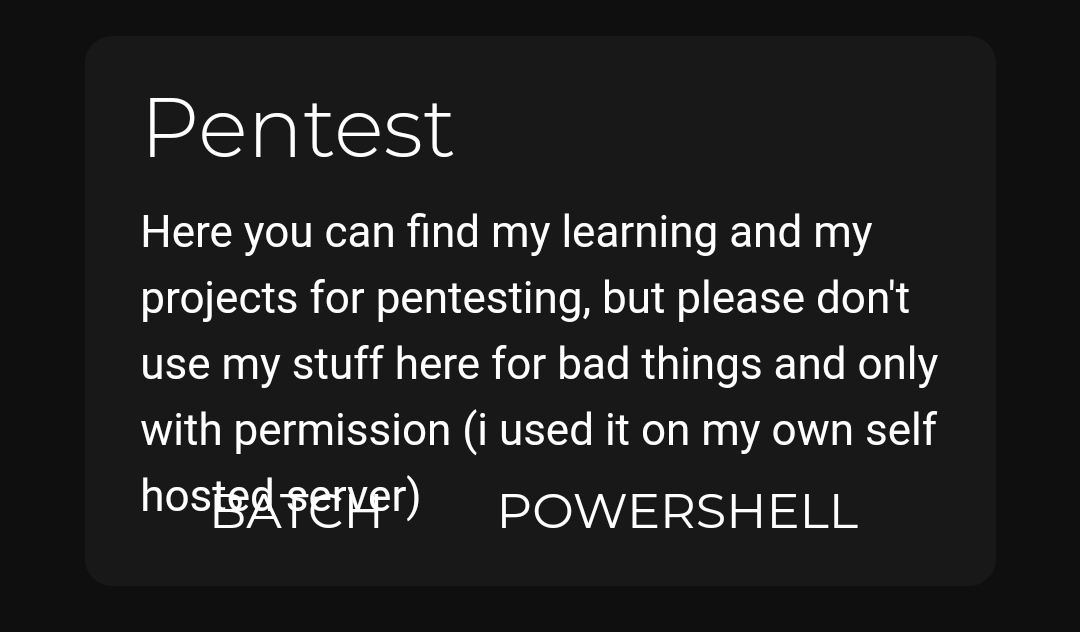 Pentest
Here you can find my learning and my
projects for pentesting, but please don't
use my stuff here for bad things and only
with permission (i used it on my own self
hosted server)
BATCH POWERSHELL